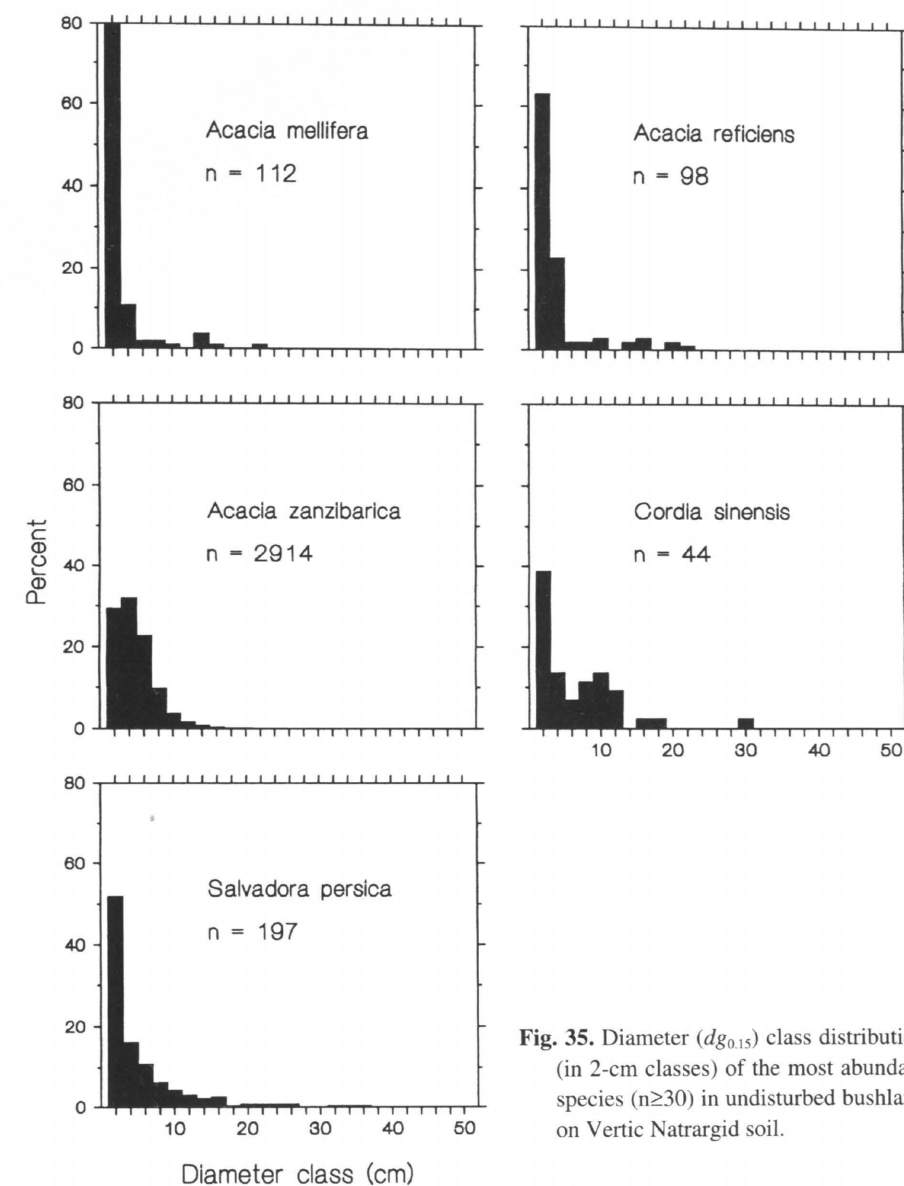 80
60
40
20
0
Acacia mellifera
n = 112
Acacia reficiens
n = 98
80
60
40
20
0
Percent
Acacia zanzibarica
n = 2914
Cordia sinensis
n = 44
10 20 30 40 50
80
60
40
20
0
Salvadora persica
n = 197
10 20 30 40 50
Diameter class (cm)
Fig. 35. Diameter (dg0.15) class
(in 2-cm classes) of the most
species (n≥30) in undisturbed
on Vertic Natrargid soil.